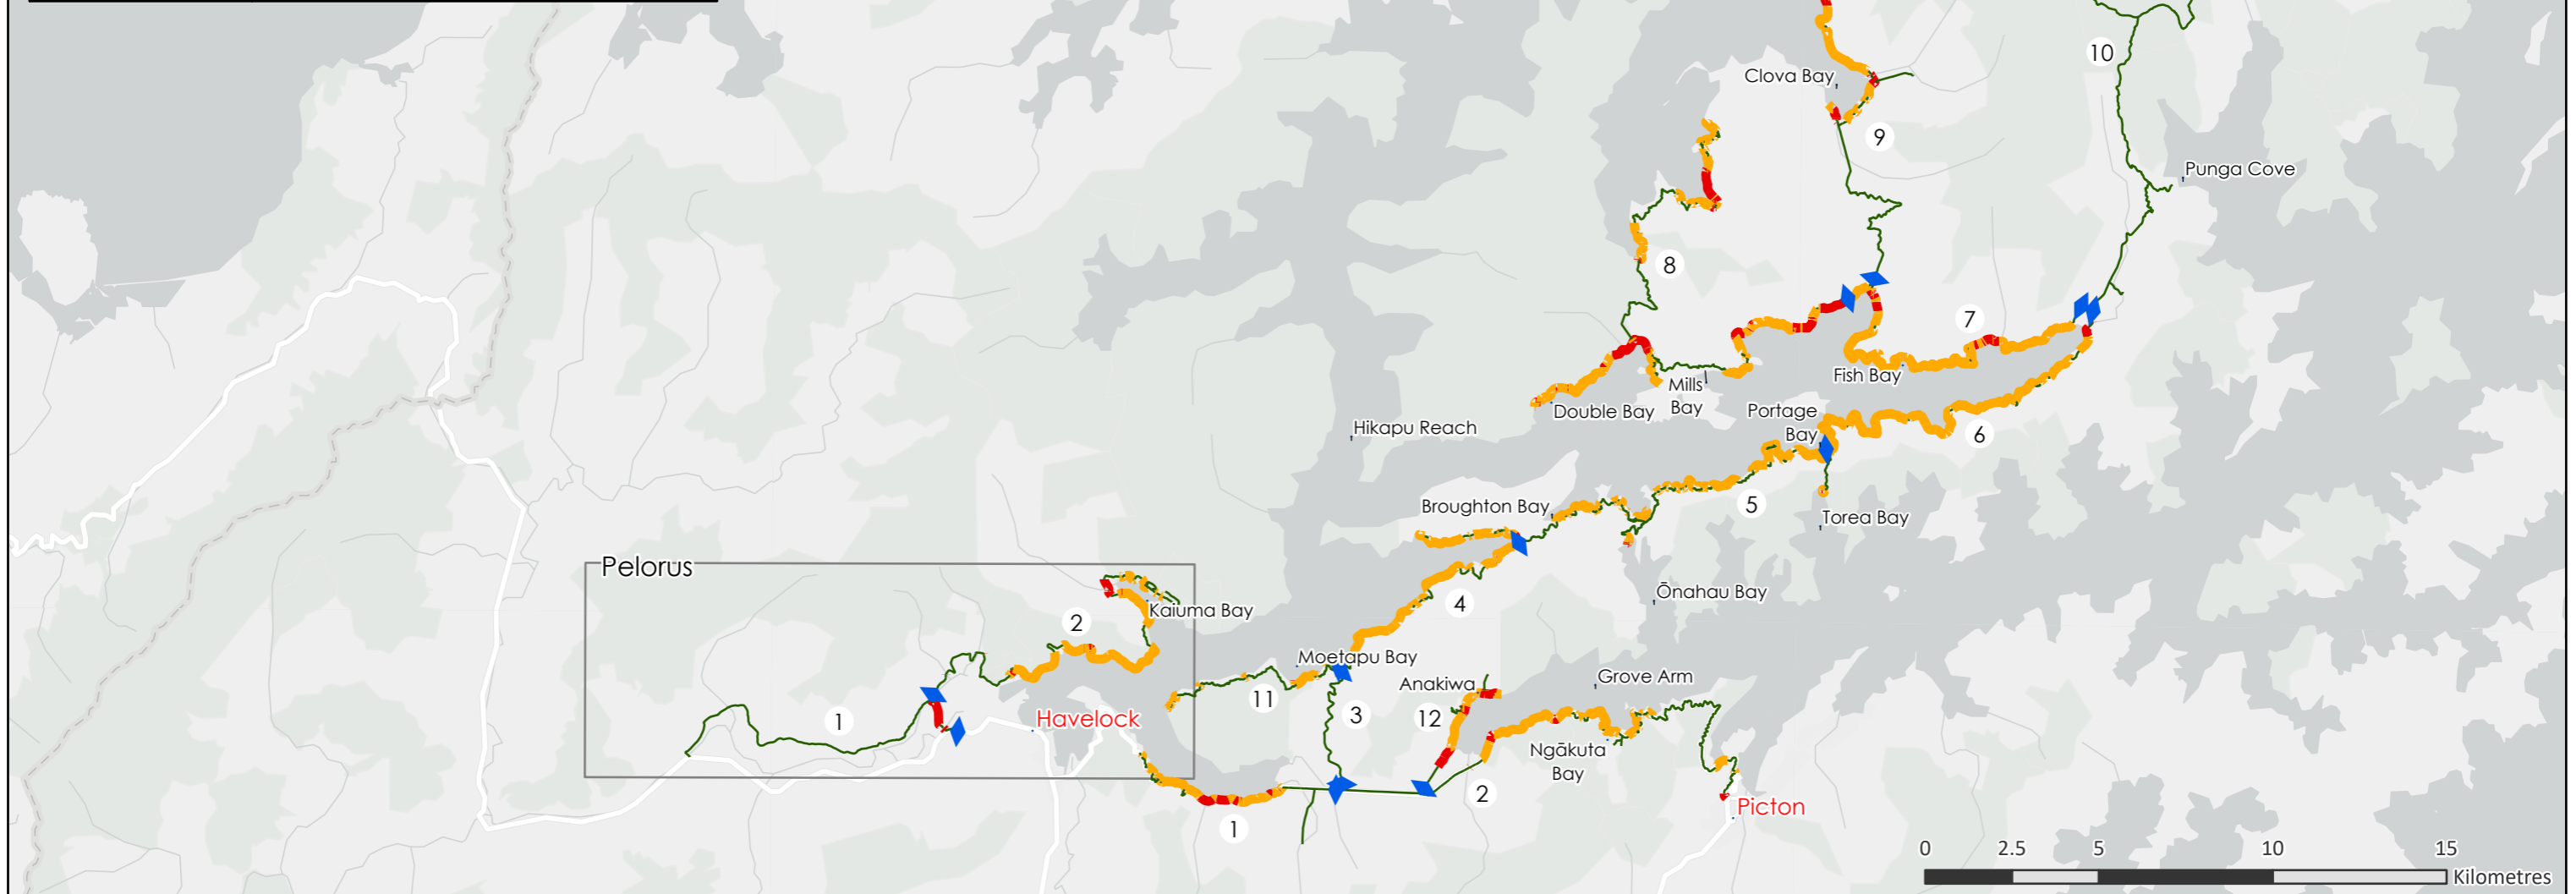 10
Clova Bay
9
Punga Cove
8
7
Mills
Bay
Fish Bay
Double Bay
Portage
Bay
Hikapu Reach
6
Broughton Bay
5
Torea Bay
Pelorus
Ōnahau Bay
4
Kaiuma Bay
2
Moetapu Bay
Grove Arm
Anakiwa
11
3
12
1
Havelock
Ngākuta
Bay
2
Picton
1
0 2.5 5 10 15
Kilometres